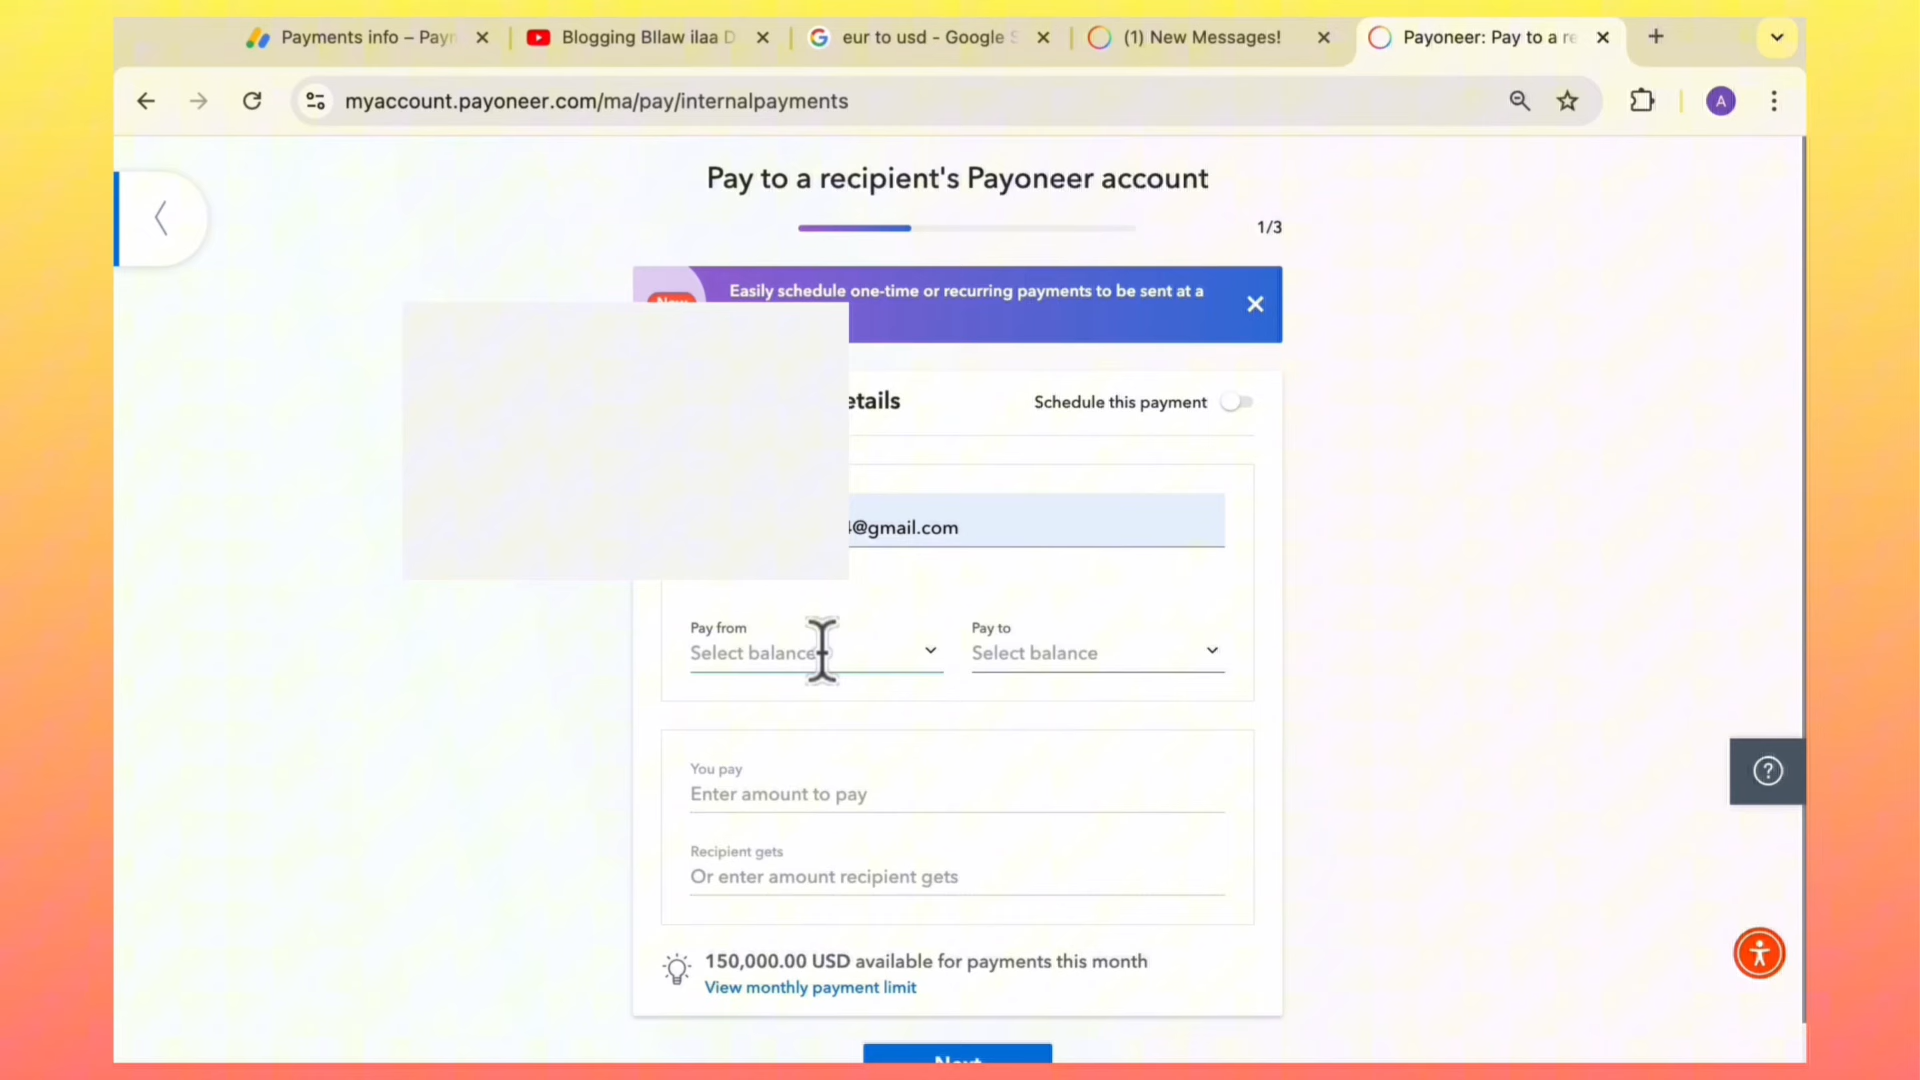 Payments info – Payn
Blogging Bllaw ilaa D
eur to usd - Google S
(1) New Messages!
Payoneer: Pay to a re
myaccount.payoneer.com/ma/pay/internalpayments
A
Pay to a recipient's Payoneer account
1/3
Easily schedule one-time or recurring payments to be sent at a
etails
Schedule this payment
4@gmail.com
Pay from
Pay to
Select balance
Select balance
You pay
Enter amount to pay
Recipient gets
Or enter amount recipient gets
150,000.00 USD available for payments this month
View monthly payment limit
Next